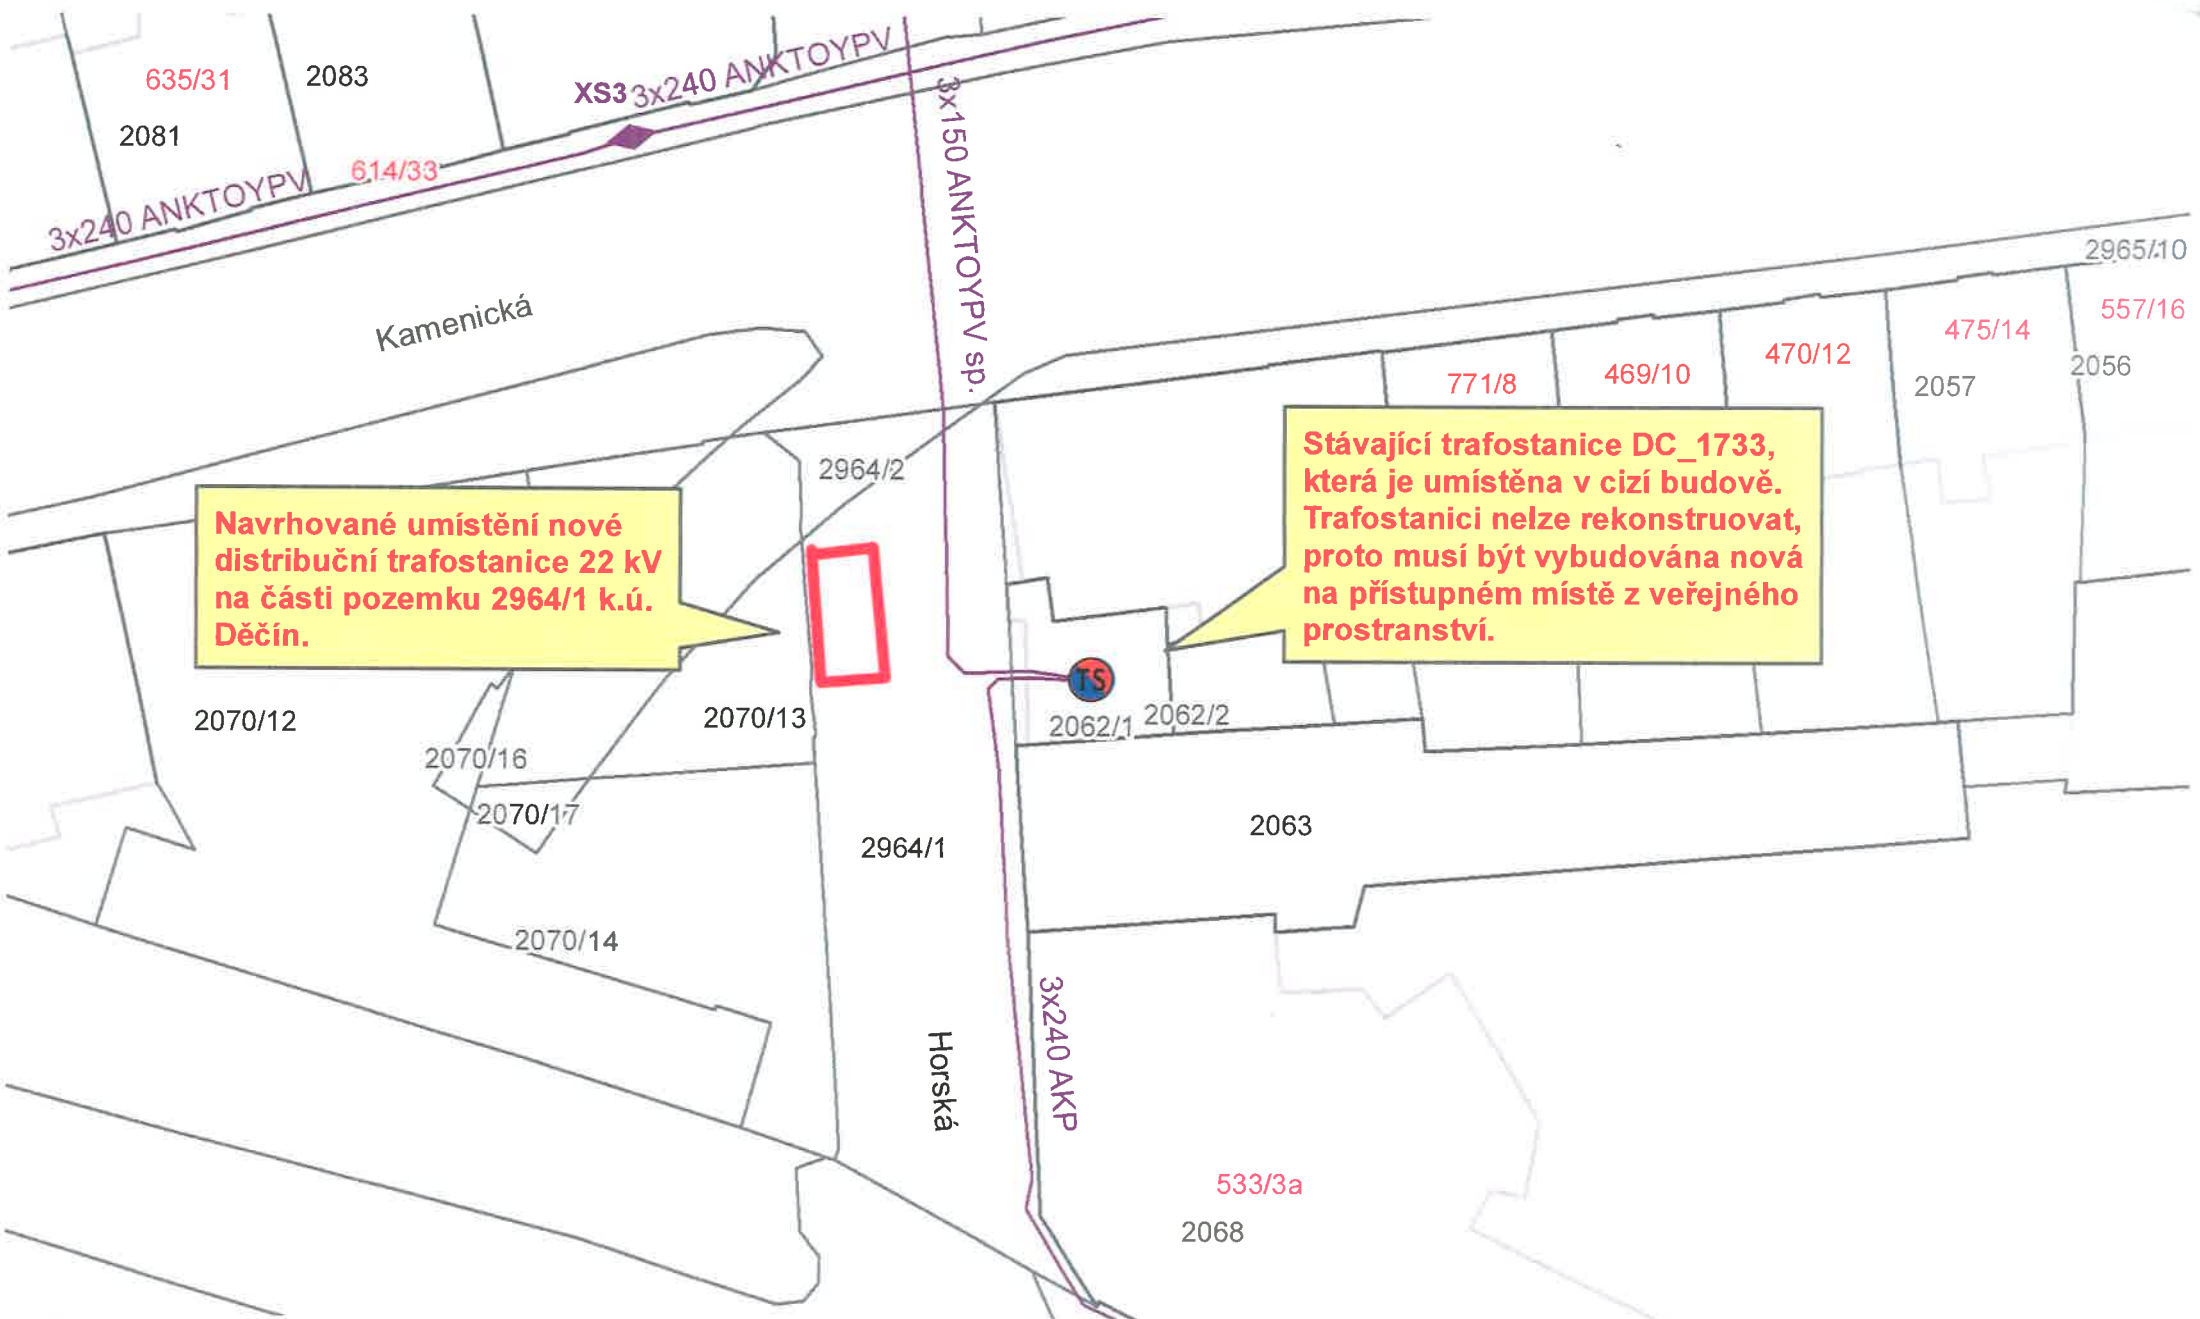 635/31
2083
2081
XS3
3x240 ANKTOYPV
614/33
3x240 ANKTOYPV
3x150 ANKTOYPV sp.
Kamenická
2965/10
557/16
475/14
470/12
469/10
771/8
2056
2057
2964/2
Navrhované umístění nové
distribuční trafostanice 22 kV
na části pozemku 2964/1 k.ú.
Děčín.
Stávající trafostanice DC_1733,
která je umístěna v cizí budově.
Trafostanici nelze rekonstruovat,
proto musí být vybudována nová
na přístupném místě z veřejného
prostranství.
TS
2070/12
2070/13
2062/1
2062/2
2070/16
2070/17
2964/1
2063
2070/14
Horská
3x240 AKP
533/3a
2068